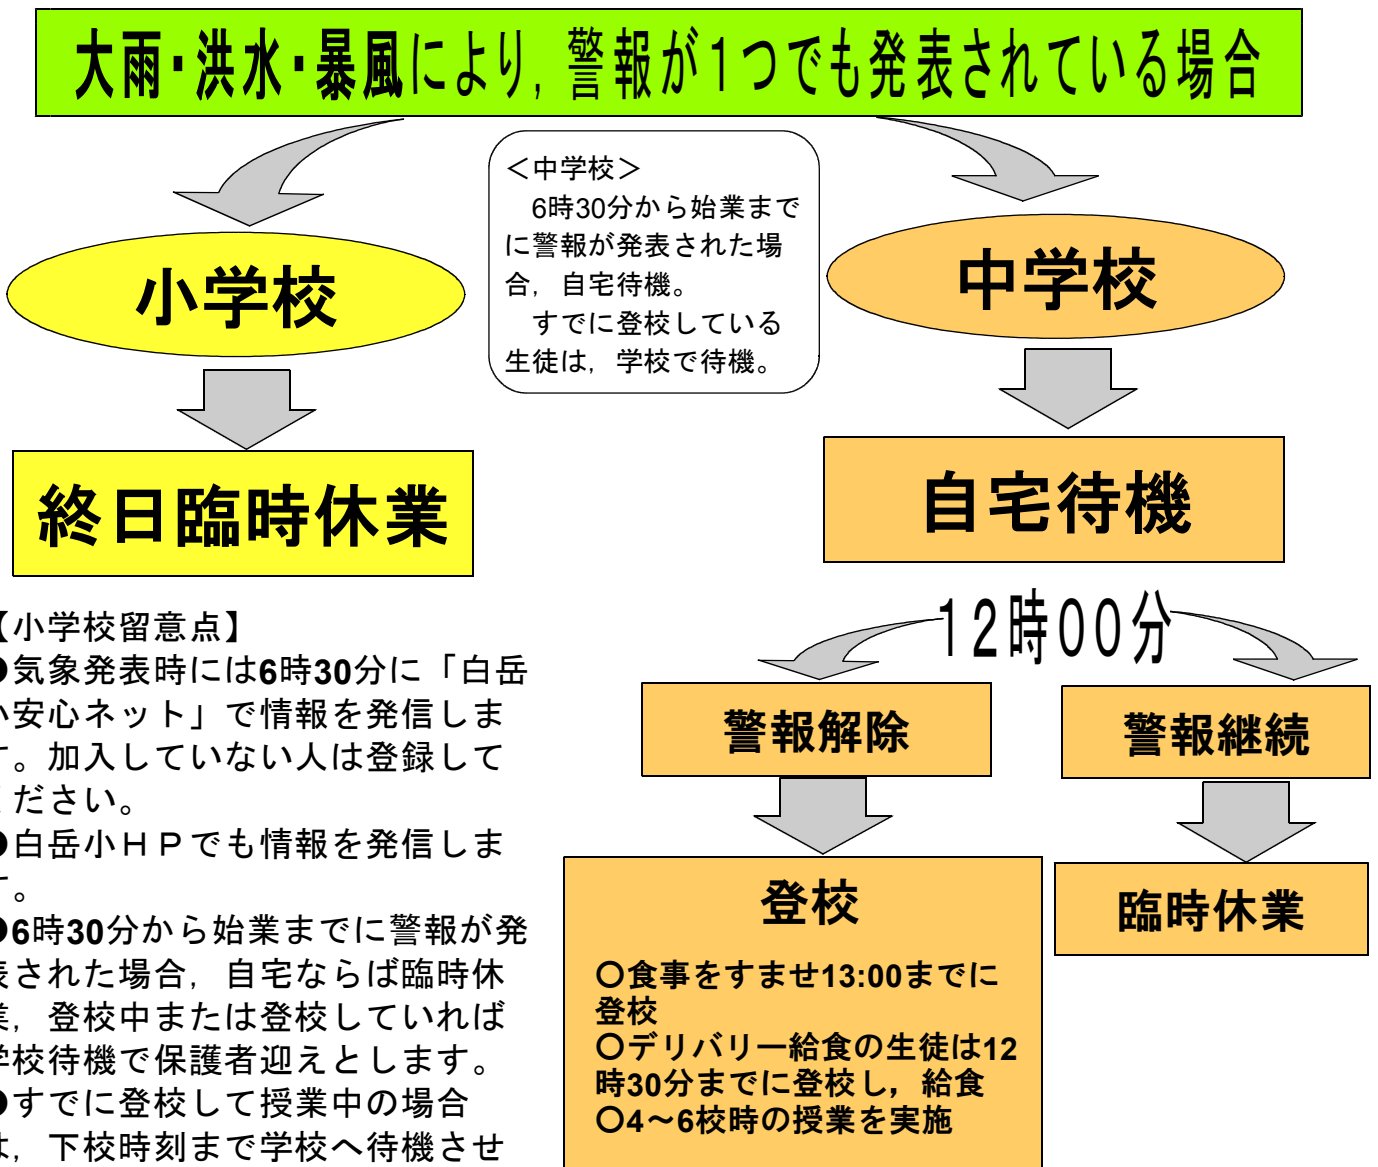 大雨・洪水・暴風により，警報が１つでも発表されている場合
＜中学校＞
6時30分から始業まで
に警報が発表された場
合，自宅待機。
すでに登校している
生徒は，学校で待機。
小学校
中学校
終日臨時休業
自宅待機
１２時００分
警報解除
警報継続
登校
〇食事をすませ13:00までに
登校
〇デリバリー給食の生徒は12
時30分までに登校し，給食
〇4～6校時の授業を実施
臨時休業
【小学校留意点】
●気象発表時には6時30分に「白岳
小安心ネット」で情報を発信しま
す。加入していない人は登録して
ください。
●白岳小ＨＰでも情報を発信しま
す。
●6時30分から始業までに警報が発
表された場合，自宅ならば臨時休
業，登校中または登校していれば
学校待機で保護者迎えとします。
●すでに登校して授業中の場合
は，下校時刻まで学校へ待機させ